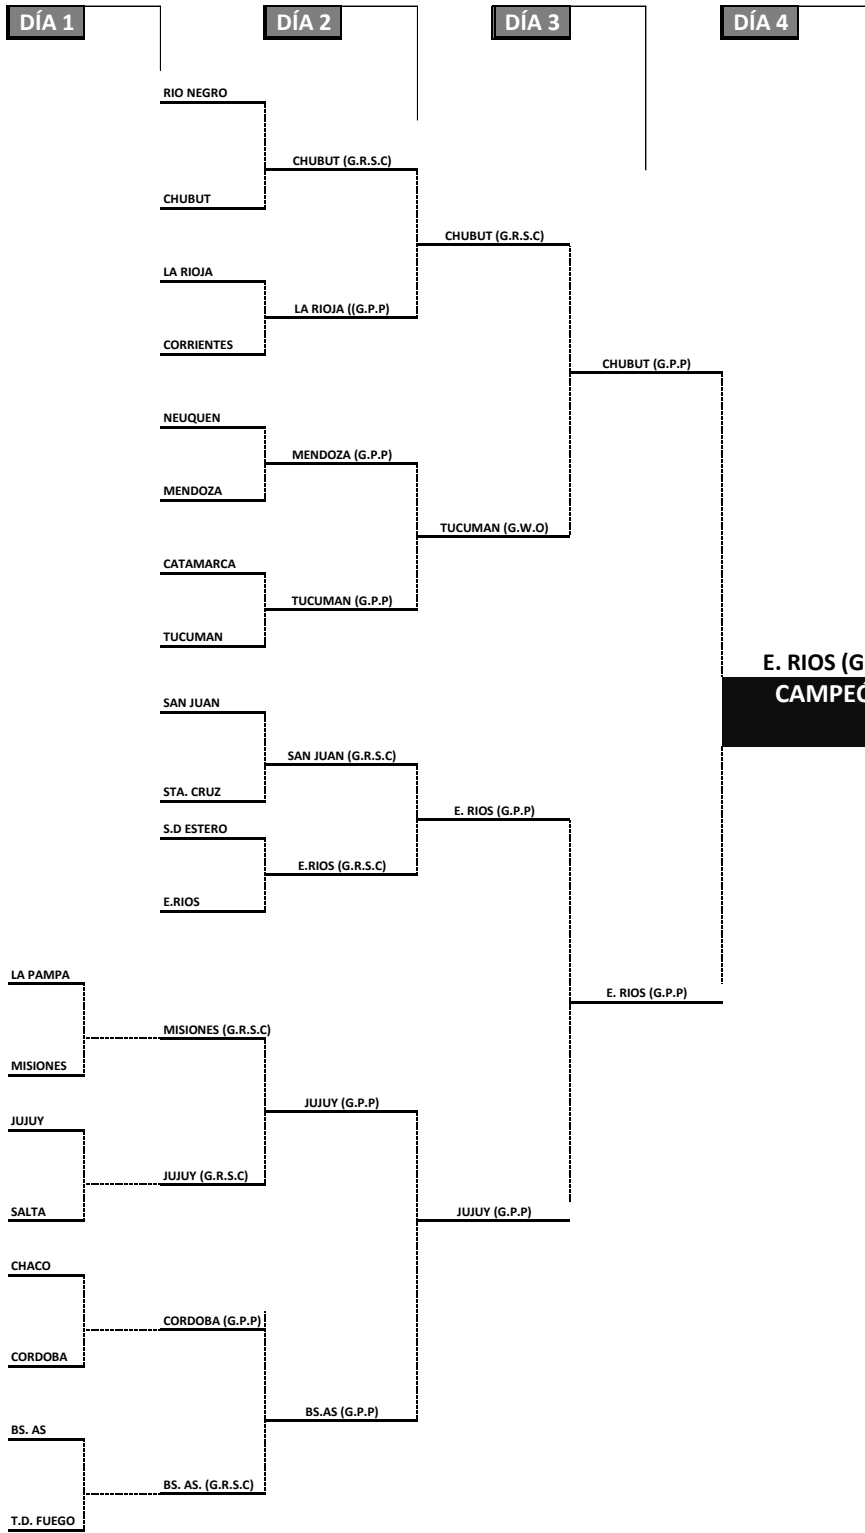 DÍA 1 DÍA 2 DÍA 3 DÍA 4
RIO NEGRO
CHUBUT (G.R.S.C)
CHUBUT
CHUBUT (G.R.S.C)
LA RIOJA
LA RIOJA ((G.P.P)
CORRIENTES
CHUBUT (G.P.P)
NEUQUEN
MENDOZA (G.P.P)
MENDOZA
TUCUMAN (G.W.O)
CATAMARCA
TUCUMAN (G.P.P)
TUCUMAN
E. RIOS (G
CAMPEÓ
SAN JUAN
SAN JUAN (G.R.S.C)
STA. CRUZ
E. RIOS (G.P.P)
S.D ESTERO
E.RIOS (G.R.S.C)
E.RIOS
LA PAMPA
E. RIOS (G.P.P)
MISIONES (G.R.S.C)
MISIONES
JUJUY (G.P.P)
JUJUY
JUJUY (G.R.S.C)
SALTA
JUJUY (G.P.P)
CHACO
CORDOBA (G.P.P)
CORDOBA
BS.AS (G.P.P)
BS. AS
BS. AS. (G.R.S.C)
T.D. FUEGO